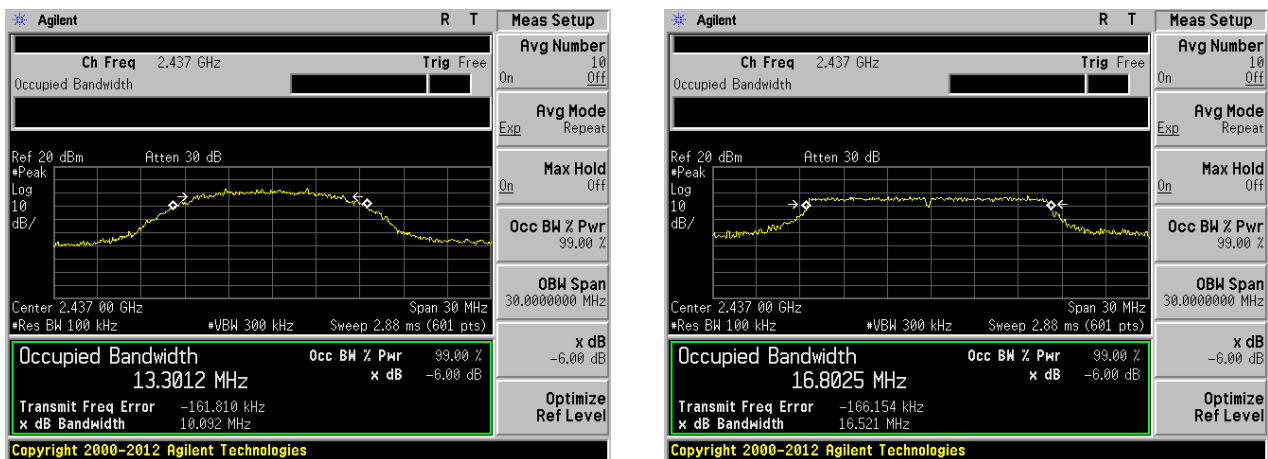 Agilent R T
Meas Setup
Ch Freq 2.437 GHz Trig Free
Occupied Bandwidth
Avg Number
10
On Off
Avg Mode
Exp Repeat
Max Hold
On Off
Occ BW % Pwr
99.00 %
OBW Span
30.0000000 MHz
x dB
-6.00 dB
Optimize
Ref Level
Ref 20 dBm Atten 30 dB
#Peak
Log
10
dB/
Center 2.437 00 GHz Span 30 MHz
#Res BW 100 kHz #VBW 300 kHz Sweep 2.88 ms (601 pts)
Occupied Bandwidth Occ BW % Pwr 99.00 %
13.3012 MHz x dB -6.00 dB
Transmit Freq Error -161.810 kHz
x dB Bandwidth 10.092 MHz
Copyright 2000-2012 Agilent Technologies
Agilent R T
Meas Setup
Ch Freq 2.437 GHz Trig Free
Occupied Bandwidth
Avg Number
10
On Off
Avg Mode
Exp Repeat
Max Hold
On Off
Occ BW % Pwr
99.00 %
OBW Span
30.0000000 MHz
x dB
-6.00 dB
Optimize
Ref Level
Ref 20 dBm Atten 30 dB
#Peak
Log
10
dB/
Center 2.437 00 GHz Span 30 MHz
#Res BW 100 kHz #VBW 300 kHz Sweep 2.88 ms (601 pts)
Occupied Bandwidth Occ BW % Pwr 99.00 %
16.8025 MHz x dB -6.00 dB
Transmit Freq Error -166.154 kHz
x dB Bandwidth 16.521 MHz
Copyright 2000-2012 Agilent Technologies